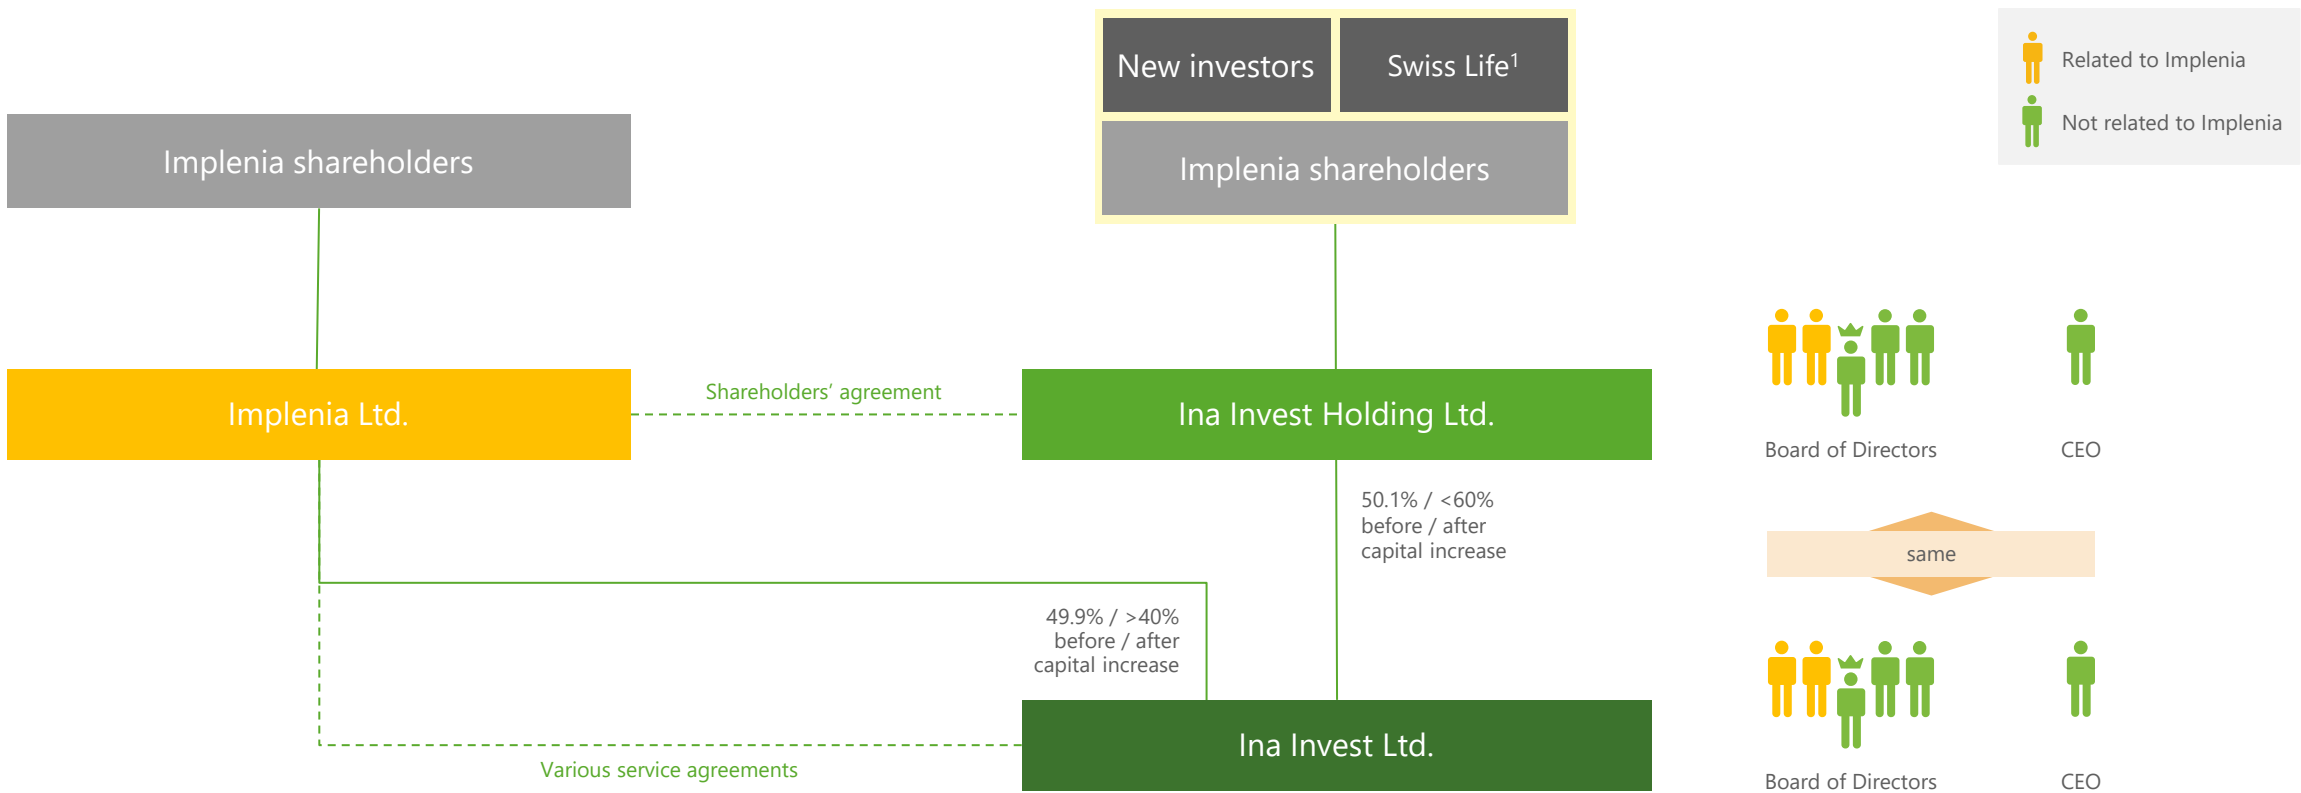 New investors
Swiss Life¹
Implenia shareholders
Implenia shareholders
Related to Implenia
Not related to Implenia
Implenia Ltd.
Shareholders’ agreement
Ina Invest Holding Ltd.
Board of Directors
CEO
50.1% / <60%
before / after
capital increase
same
49.9% / >40%
before / after
capital increase
Ina Invest Ltd.
Various service agreements
Board of Directors
CEO